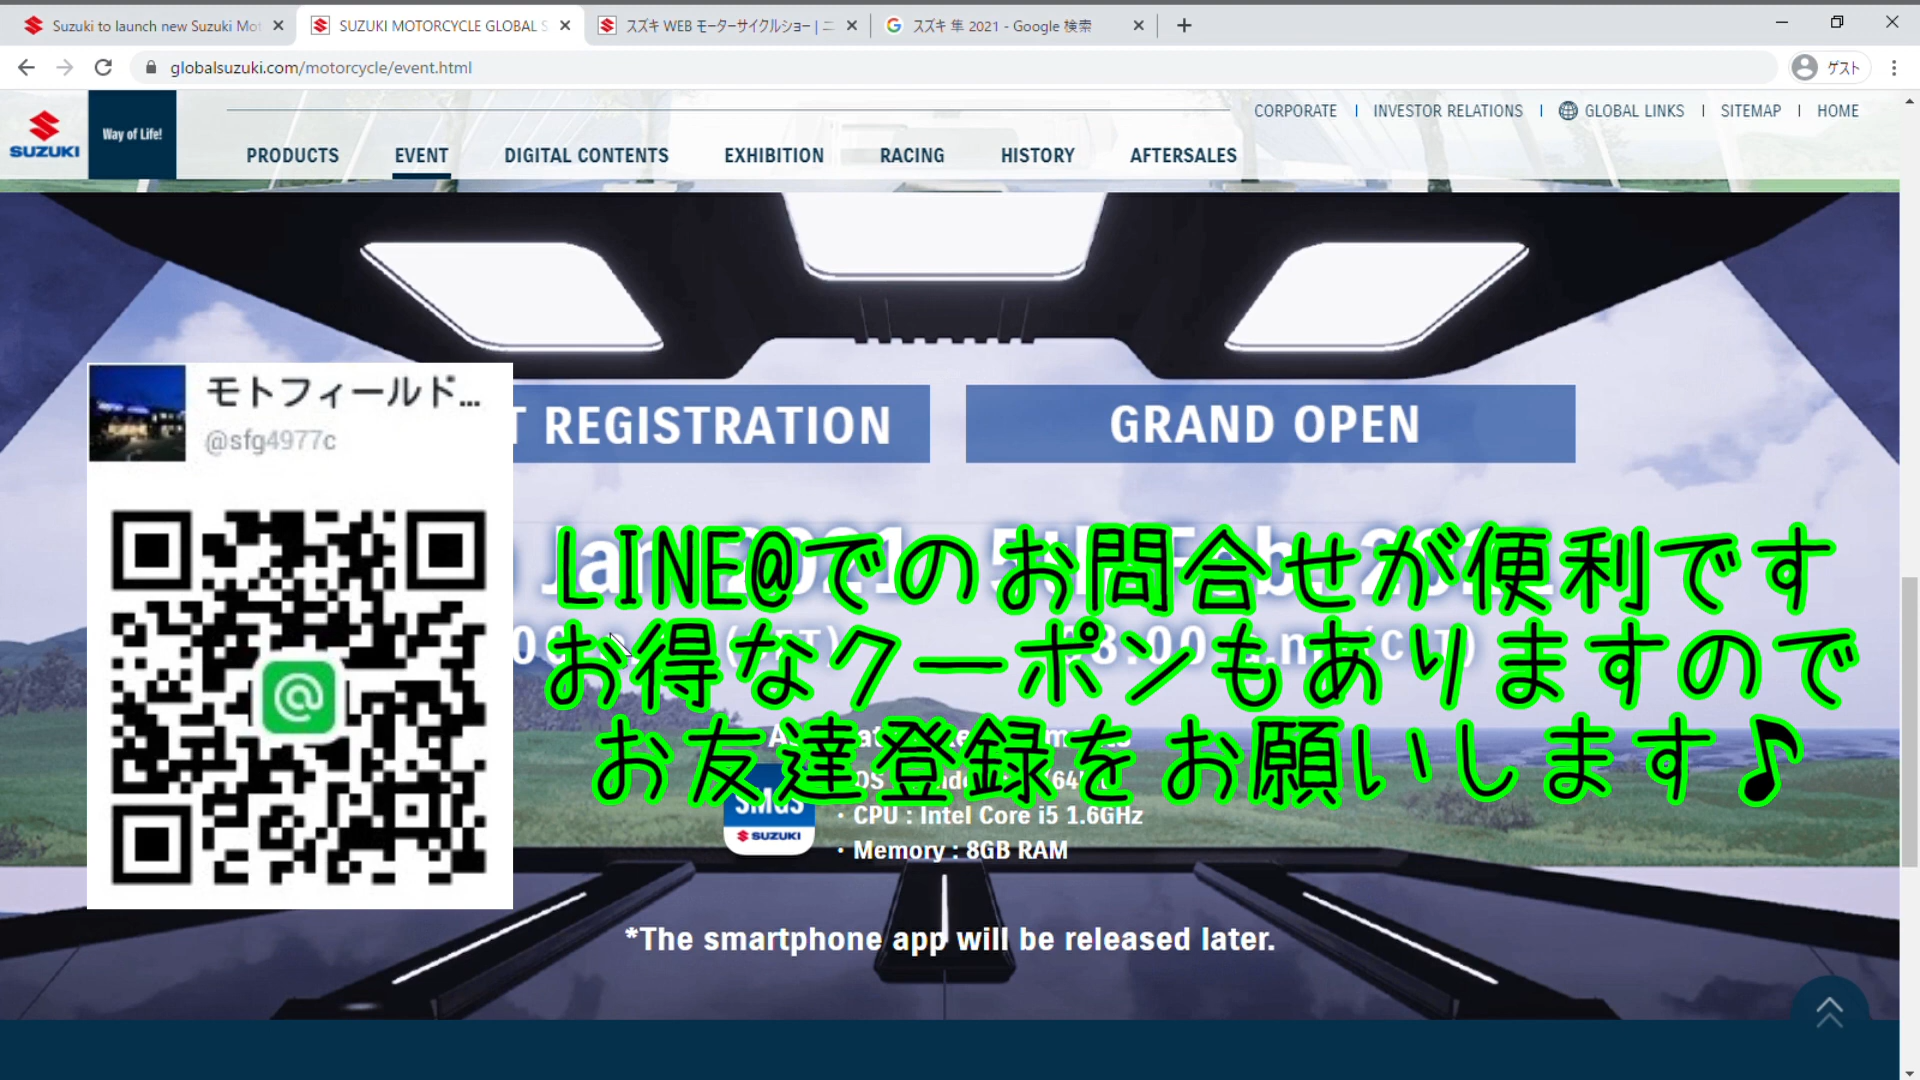 Suzuki to launch new Suzuki Mot
SUZUKI MOTORCYCLE GLOBAL S
スズキ WEB モーターサイクルショー | ニ
スズキ 隼 2021 - Google 検索
globalsuzuki.com/motorcycle/event.html
ゲスト
SUZUKI
Way of Life!
CORPORATE
INVESTOR RELATIONS
GLOBAL LINKS
SITEMAP
HOME
PRODUCTS
EVENT
DIGITAL CONTENTS
EXHIBITION
RACING
HISTORY
AFTERSALES
モトフィールド...
@sfg4977c
T REGISTRATION
GRAND OPEN
LINE@でのお問合せが便利です
お得なクーポンもありますので
お友達登録をお願いします♪
SMGS
SUZUKI
・ CPU : Intel Core i5 1.6GHz
・ Memory : 8GB RAM
*The smartphone app will be released later.